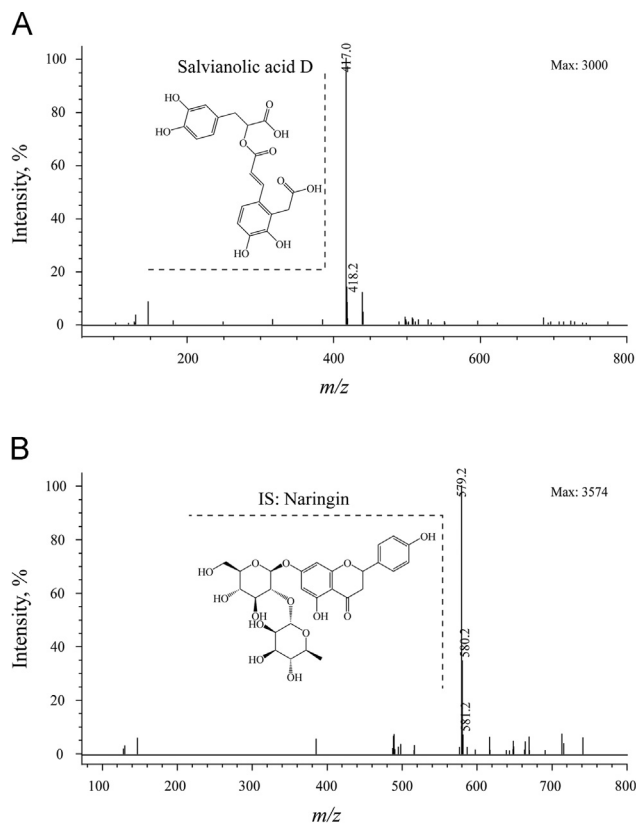 A
Intensity, %
100
80
60
40
20
0
417.0
418.2
Max: 3000
Salvianolic acid D
HO
HO
O
OH
O
O
O
OH
HO
OH
200
400
600
800
m/z
B
Intensity, %
100
80
60
40
20
0
579.2
580.2
581.2
Max: 3574
IS: Naringin
OH
HO
O
O
O
HO
OH
O
OH
O
HO
O
HO
OH
100
200
300
400
500
600
700
800
m/z